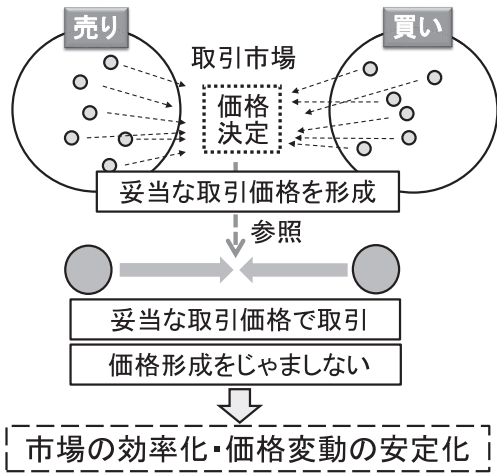 売り
買い
取引市場
価格
決定
妥当な取引価格を形成
参照
妥当な取引価格で取引
価格形成をじゃましない
市場の効率化・価格変動の安定化